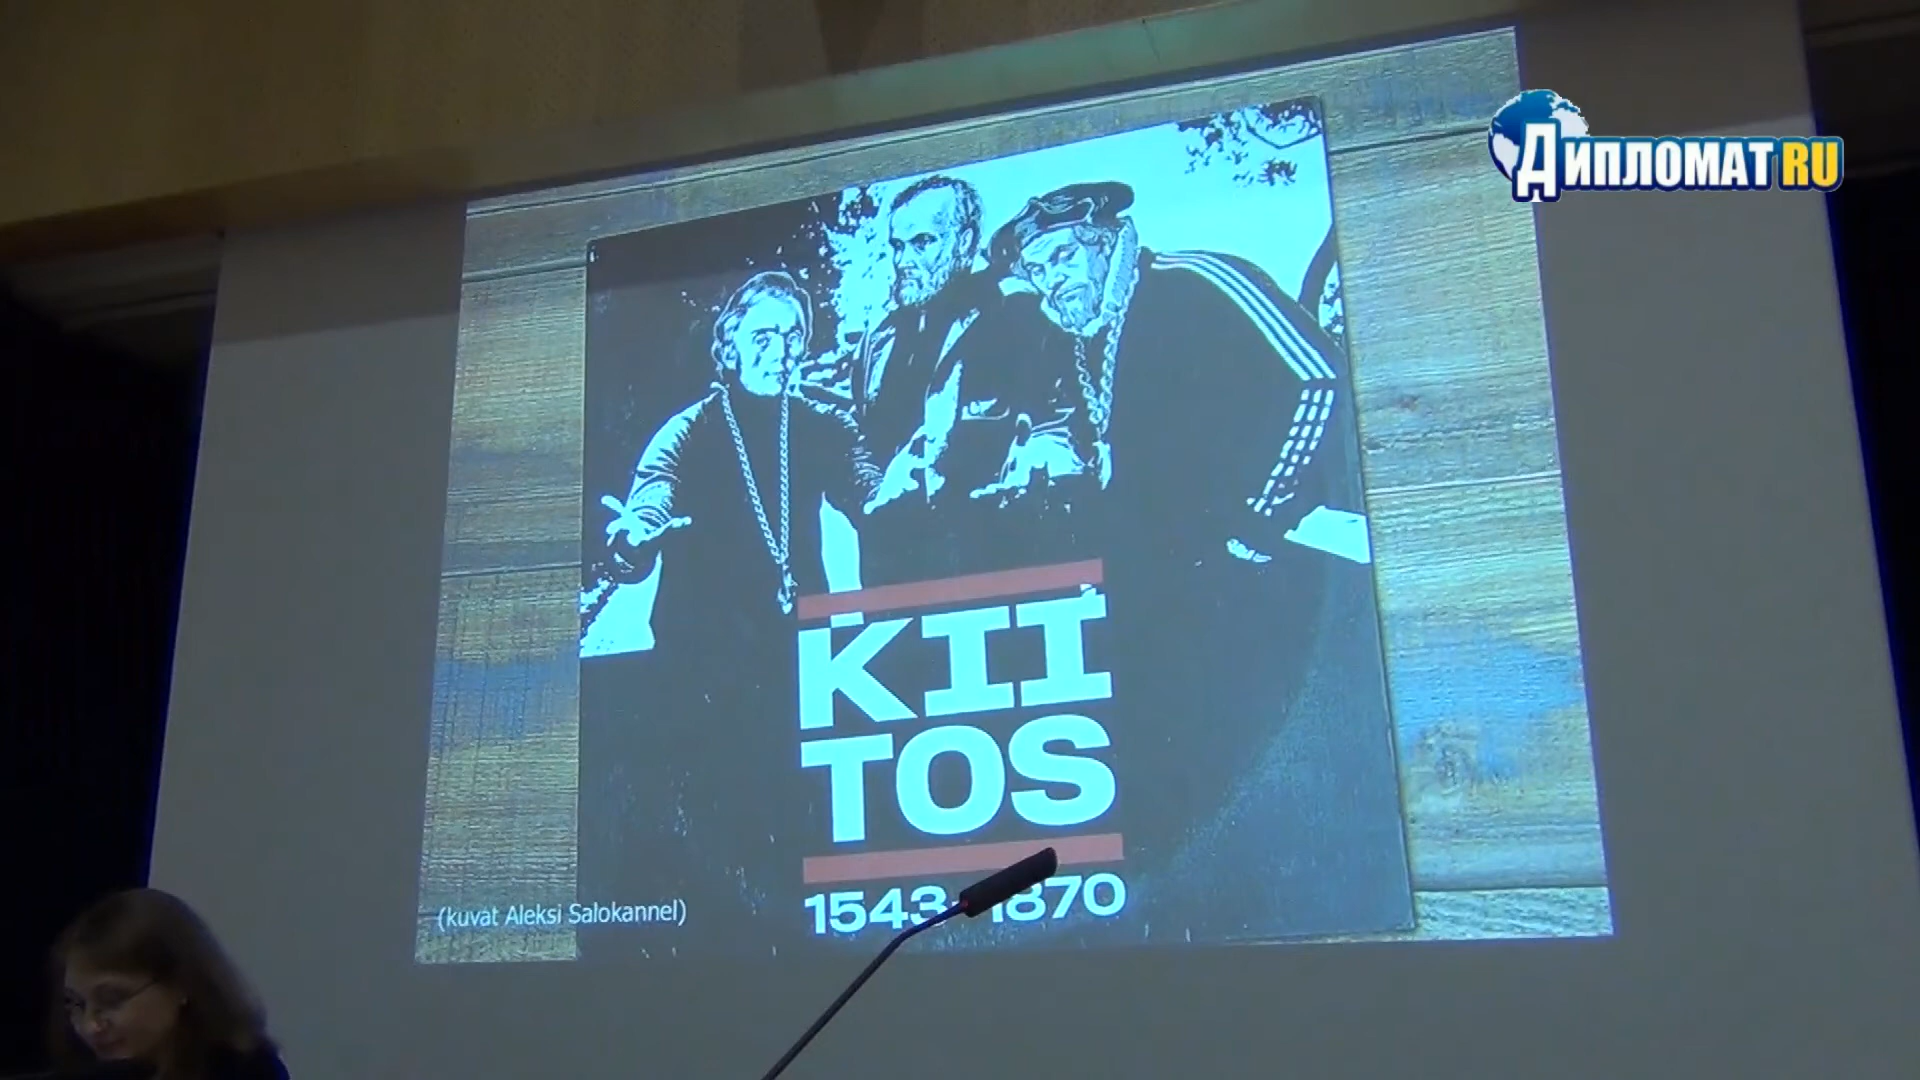 ДИПЛОМАТ RU
KII
TOS
1543-1870
(kuvat Aleksi Salokannel)